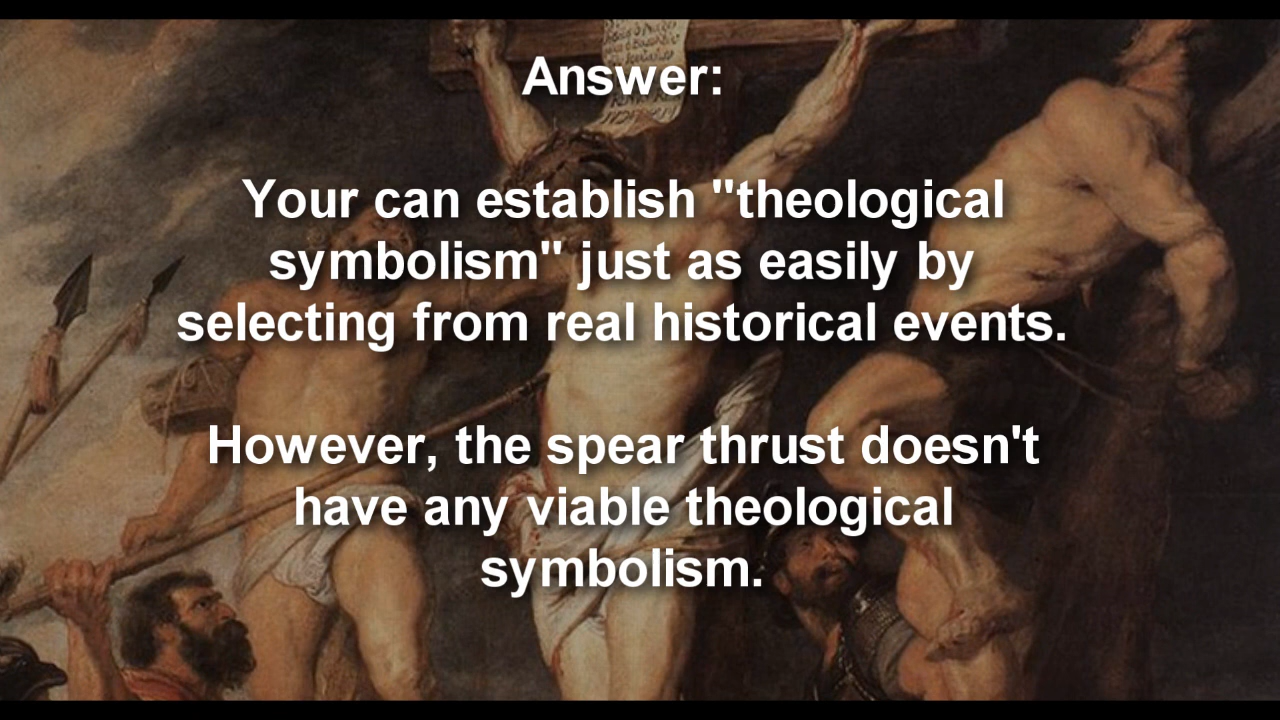 Answer:
Your can establish "theological
symbolism" just as easily by
selecting from real historical events.
However, the spear thrust doesn't
have any viable theological
symbolism.